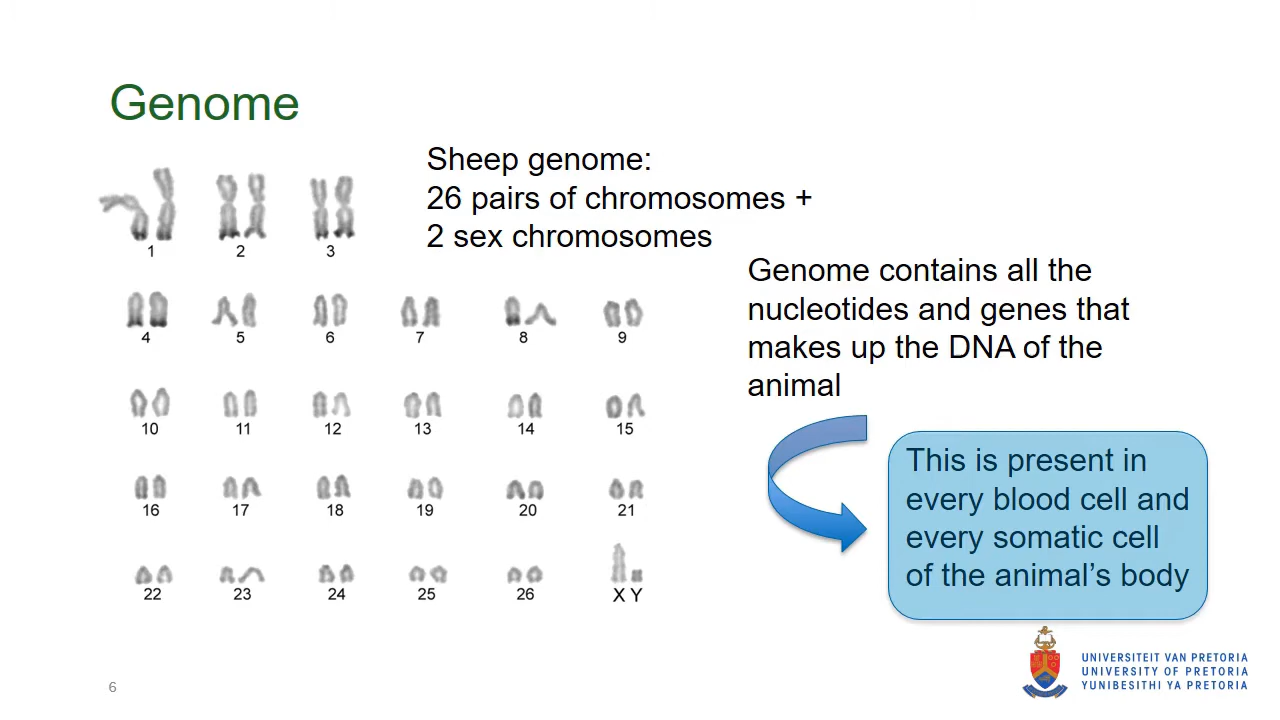 Genome
Sheep genome:
26 pairs of chromosomes +
2 sex chromosomes
Genome contains all the
nucleotides and genes that
makes up the DNA of the
animal
This is present in
every blood cell and
every somatic cell
of the animal's body
1 2 3
4 5 6 7 8 9
10 11 12 13 14 15
16 17 18 19 20 21
22 23 24 25 26 X Y
UNIVERSITEIT VAN PRETORIA
UNIVERSITY OF PRETORIA
YUNIBESITHI YA PRETORIA
6